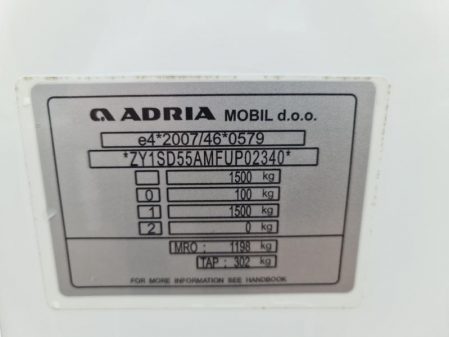 ADRIA MOBIL d.o.o.
e4*2007/46*0579
*ZY1SD55AMFUP02340*
1500 kg
0 100 kg
1 1500 kg
2 0 kg
MRO : 1198 kg
TAP : 302 kg
FOR MORE INFORMATION SEE HANDBOOK